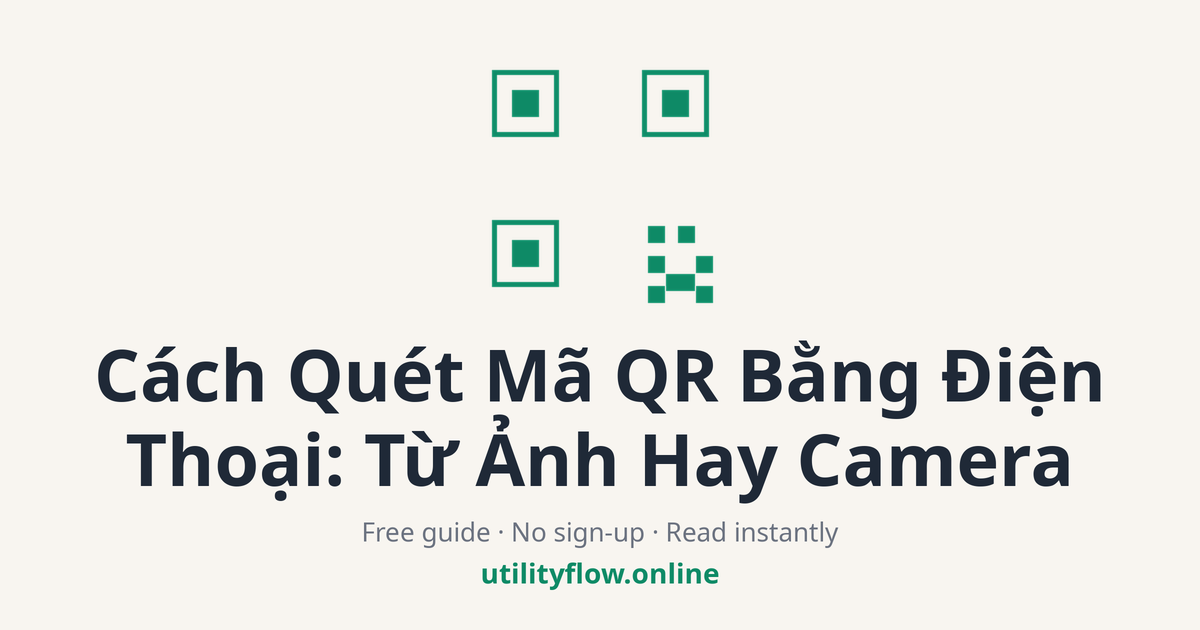 Cách Quét Mã QR Bằng Điện
Thoại: Từ Ảnh Hay Camera
Free guide · No sign-up · Read instantly
utilityflow.online